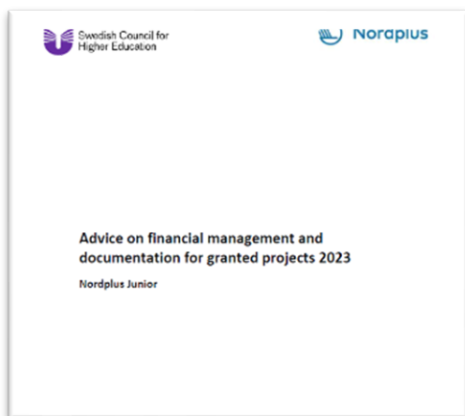 Swedish Council for
Higher Education
Nordplus
Advice on financial management and
documentation for granted projects 2023
Nordplus Junior